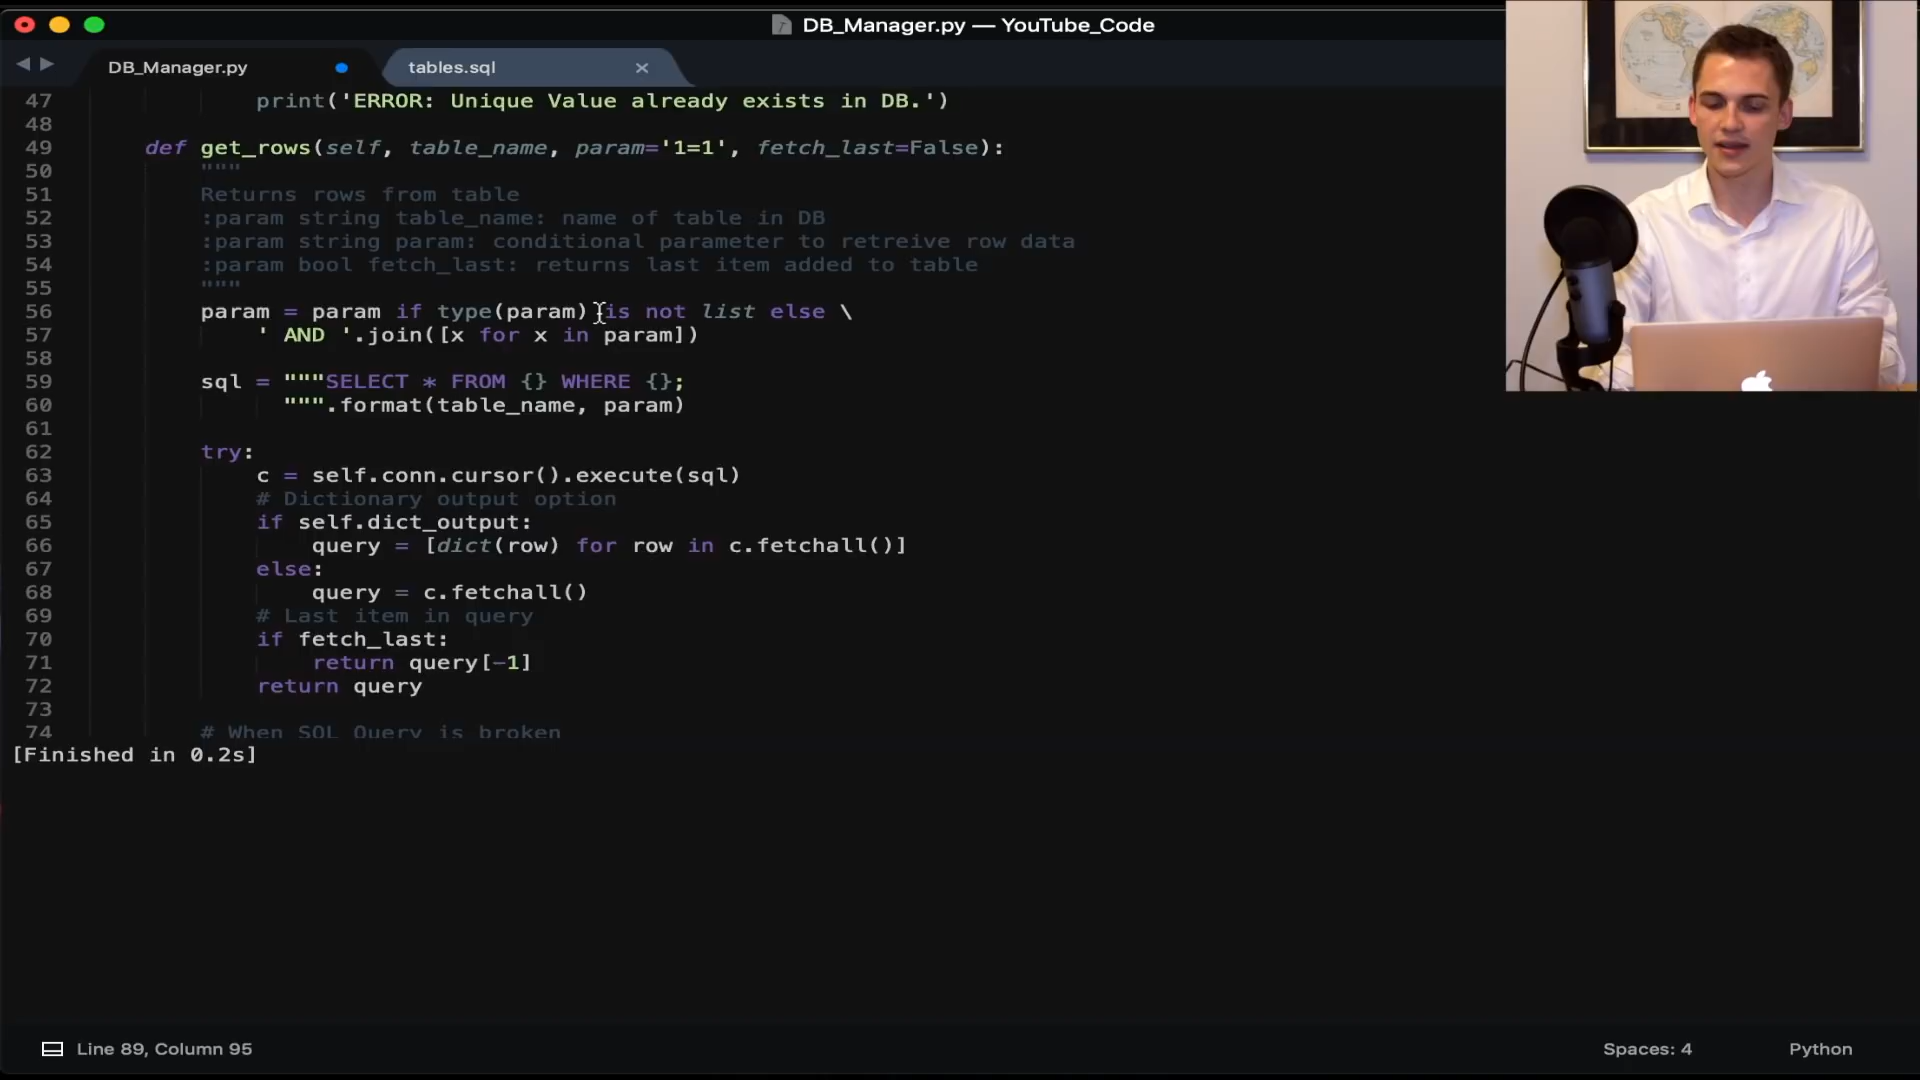 DB_Manager.py — YouTube_Code
DB_Manager.py
tables.sql
47 print('ERROR: Unique Value already exists in DB.')
48
49 def get_rows(self, table_name, param='1=1', fetch_last=False):
50 """
51 Returns rows from table
52 :param string table_name: name of table in DB
53 :param string param: conditional parameter to retreive row data
54 :param bool fetch_last: returns last item added to table
55 """
56 param = param if type(param) is not list else \
57 ' AND '.join([x for x in param])
58
59 sql = """SELECT * FROM {} WHERE {};
60 """.format(table_name, param)
61
62 try:
63 c = self.conn.cursor().execute(sql)
64 # Dictionary output option
65 if self.dict_output:
66 query = [dict(row) for row in c.fetchall()]
67 else:
68 query = c.fetchall()
69 # Last item in query
70 if fetch_last:
71 return query[-1]
72 return query
73
74 # When SQL Query is broken
[Finished in 0.2s]
Line 89, Column 95
Spaces: 4
Python